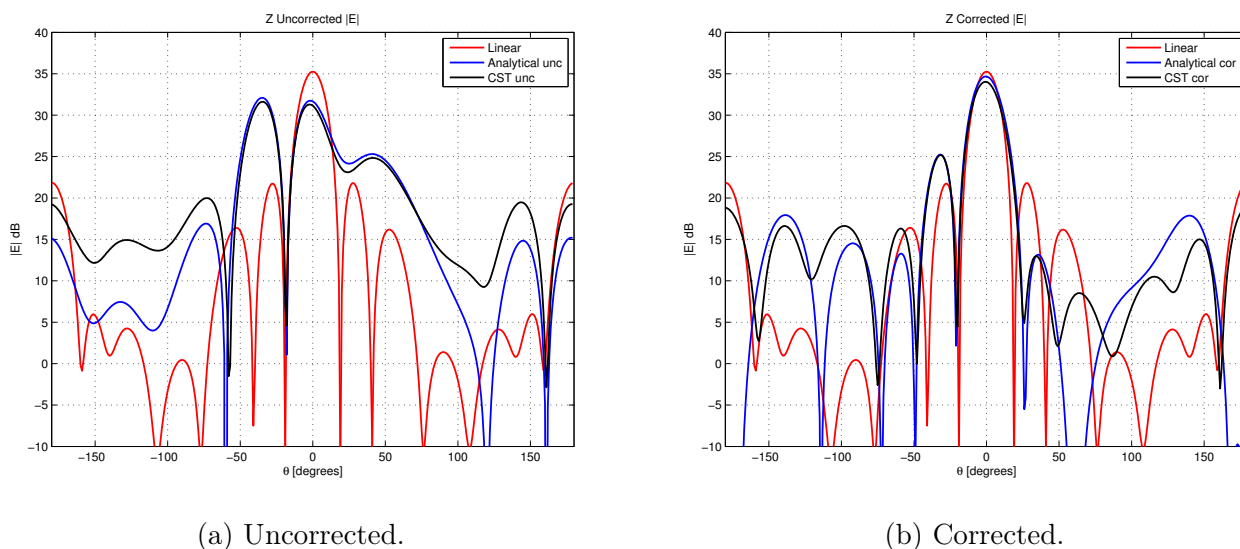 Z Uncorrected |E|
40
35
30
25
20
15
10
5
0
−5
−10
|E| dB
−150
−100
−50
0
50
100
150
θ [degrees]
Linear
Analytical unc
CST unc
(a) Uncorrected.
Z Corrected |E|
40
35
30
25
20
15
10
5
0
−5
−10
|E| dB
−150
−100
−50
0
50
100
150
θ [degrees]
Linear
Analytical cor
CST cor
(b) Corrected.